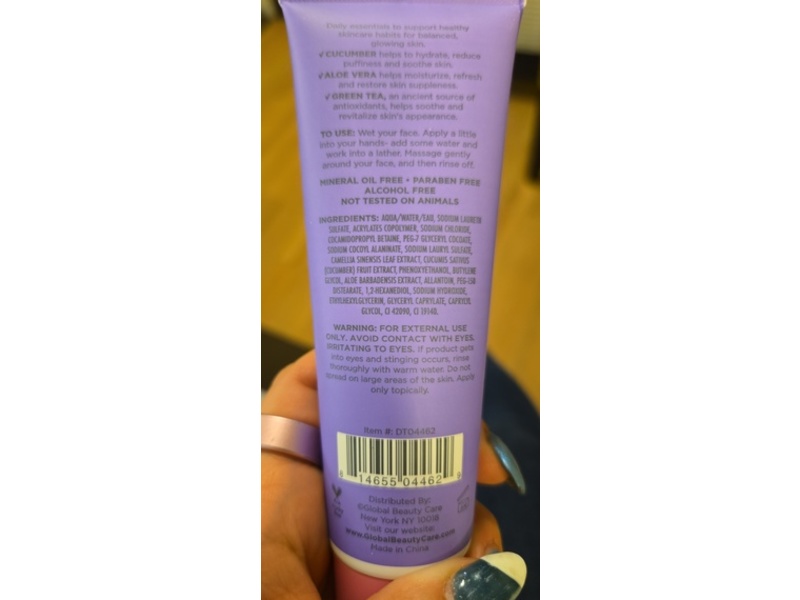 Daily essentials to support healthy
skincare habits for balanced,
glowing skin.
✓CUCUMBER helps to hydrate, reduce
puffiness and soothe skin.
✓ALOE VERA helps moisturize, refresh
and restore skin suppleness.
✓GREEN TEA, an ancient source of
antioxidants, helps soothe and
revitalize skin's appearance.
TO USE: Wet your face. Apply a little
into your hands- add some water and
work into a lather. Massage gently
around your face, and then rinse off.
MINERAL OIL FREE • PARABEN FREE
ALCOHOL FREE
NOT TESTED ON ANIMALS
INGREDIENTS: AQUA/WATER/EAU, SODIUM LAURETH
SULFATE, ACRYLATES COPOLYMER, SODIUM CHLORIDE,
COCAMIDOPROPYL BETAINE, PEG-7 GLYCERYL COCOATE,
SODIUM COCOYL ALANINATE, SODIUM LAURYL SULFATE,
CAMELLIA SINENSIS LEAF EXTRACT, CUCUMIS SATIVUS
(CUCUMBER) FRUIT EXTRACT, PHENOXYETHANOL, BUTYLENE
GLYCOL, ALOE BARBADENSIS EXTRACT, ALLANTOIN, PEG-150
DISTEARATE, 1,2-HEXANEDIOL, SODIUM HYDROXIDE,
ETHYLHEXYLGLYCERIN, GLYCERYL CAPRYLATE, CAPRYLYL
GLYCOL, CI 42090, CI 19140.
WARNING: FOR EXTERNAL USE
ONLY. AVOID CONTACT WITH EYES.
IRRITATING TO EYES. If product gets
into eyes and stinging occurs, rinse
thoroughly with warm water. Do not
spread on large areas of the skin. Apply
only topically.
Item #: DT04462
8 14655 04462 9
Distributed By:
©Global Beauty Care
New York NY 10018
Visit our website:
www.GlobalBeautyCare.com
Made in China